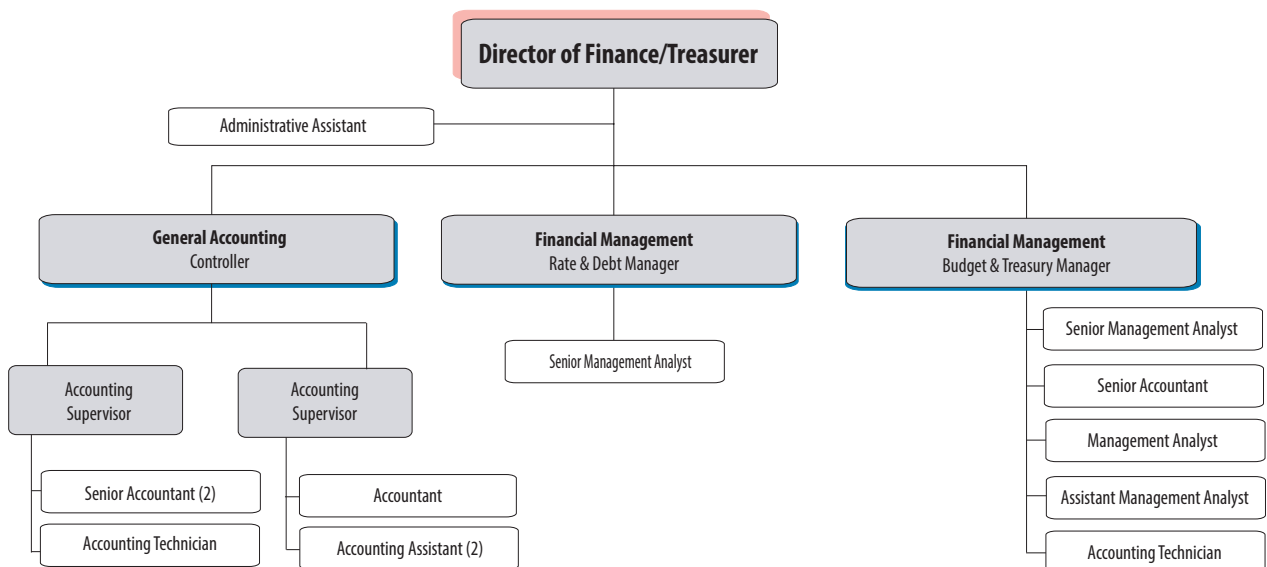 Director of Finance/Treasurer
Administrative Assistant
General Accounting
Controller
Financial Management
Rate & Debt Manager
Financial Management
Budget & Treasury Manager
Senior Management Analyst
Senior Management Analyst
Accounting
Supervisor
Accounting
Supervisor
Senior Accountant
Management Analyst
Senior Accountant (2)
Accountant
Assistant Management Analyst
Accounting Technician
Accounting Assistant (2)
Accounting Technician